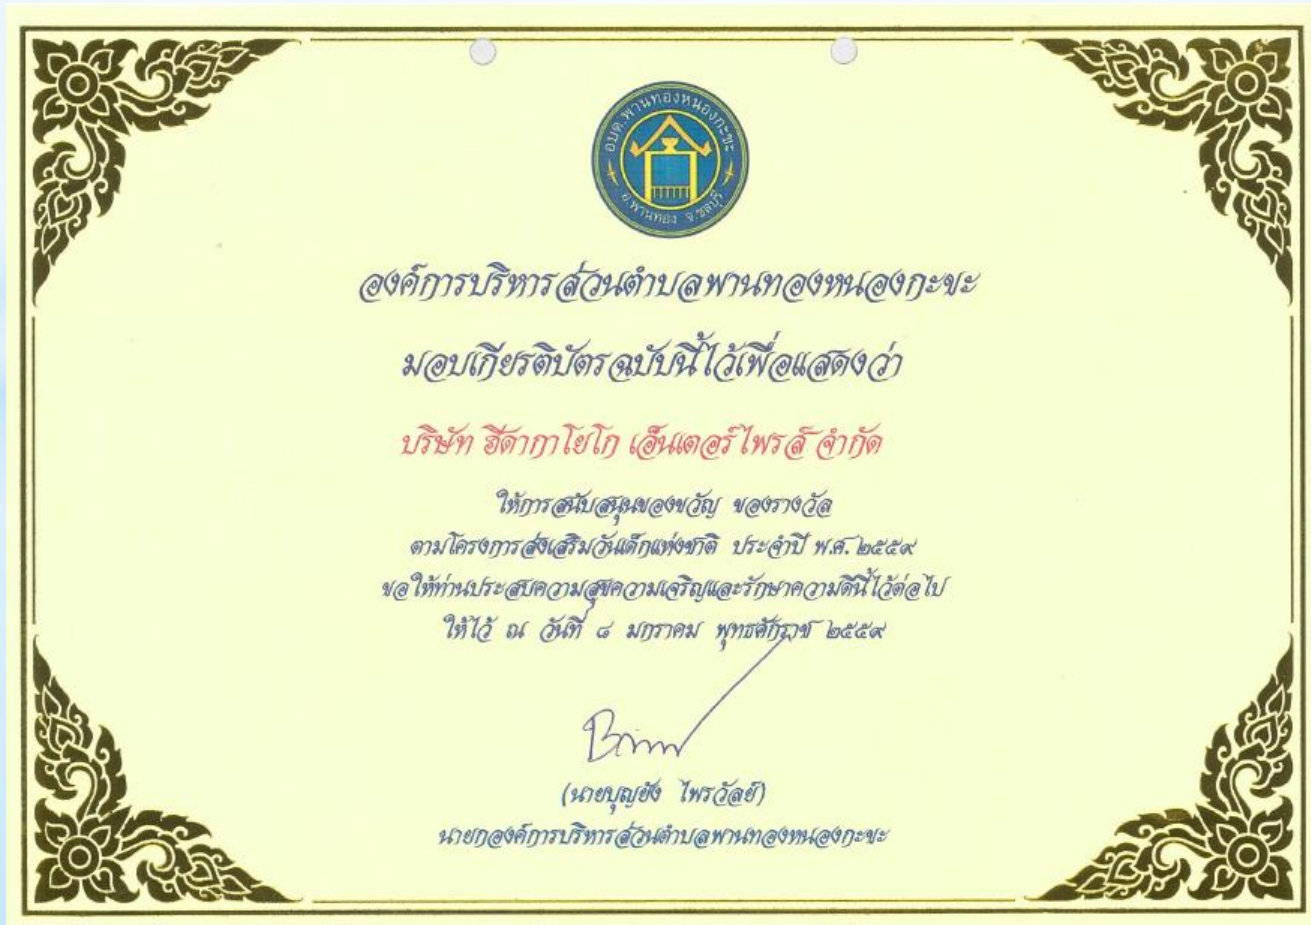 อบต.พานทองหนองกะขะ
อ.พานทอง จ.ชลบุรี
องค์การบริหารส่วนตำบลพานทองหนองกะขะ
มอบเกียรติบัตรฉบับนี้ไว้เพื่อแสดงว่า
บริษัท ฮีดากาโยโก เอ็นเตอร์ไพรส์ จำกัด
ให้การสนับสนุนของขวัญ ของรางวัล
ตามโครงการส่งเสริมวันเด็กแห่งชาติ ประจำปี พ.ศ. ๒๕๕๙
ขอให้ท่านประสบความสุขความเจริญและรักษาความดีนี้ไว้ต่อไป
ให้ไว้ ณ วันที่ ๘ มกราคม พุทธศักราช ๒๕๕๙
(นายบุญยัง ไพรวัลย์)
นายกองค์การบริหารส่วนตำบลพานทองหนองกะขะ